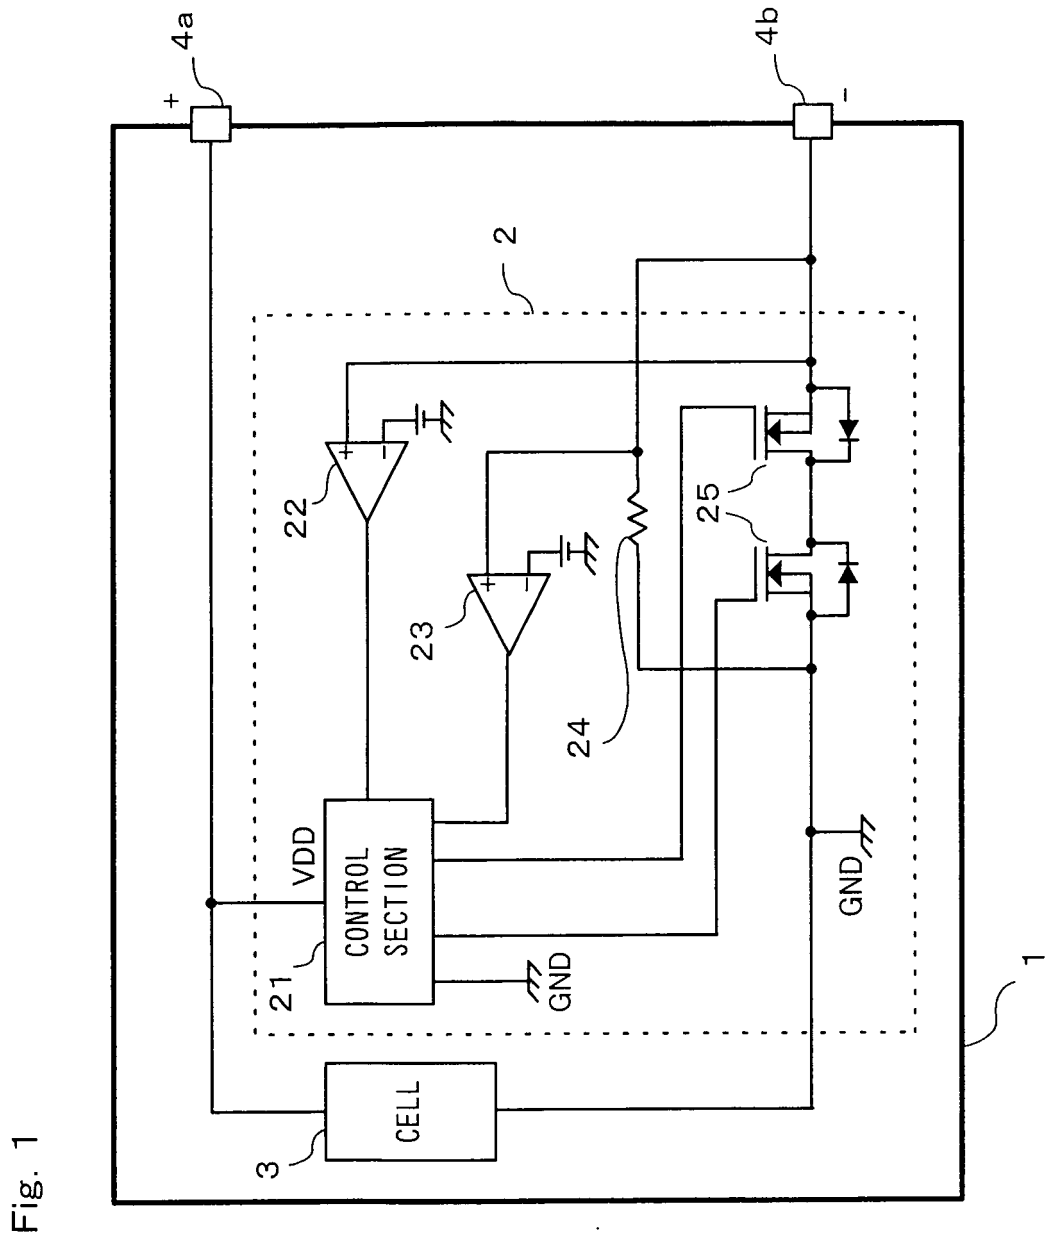 Fig. 1
1
2
3
CELL
4a
+
4b
−
21
CONTROL
SECTION
VDD
GND
22
+
−
23
+
−
24
25
GND